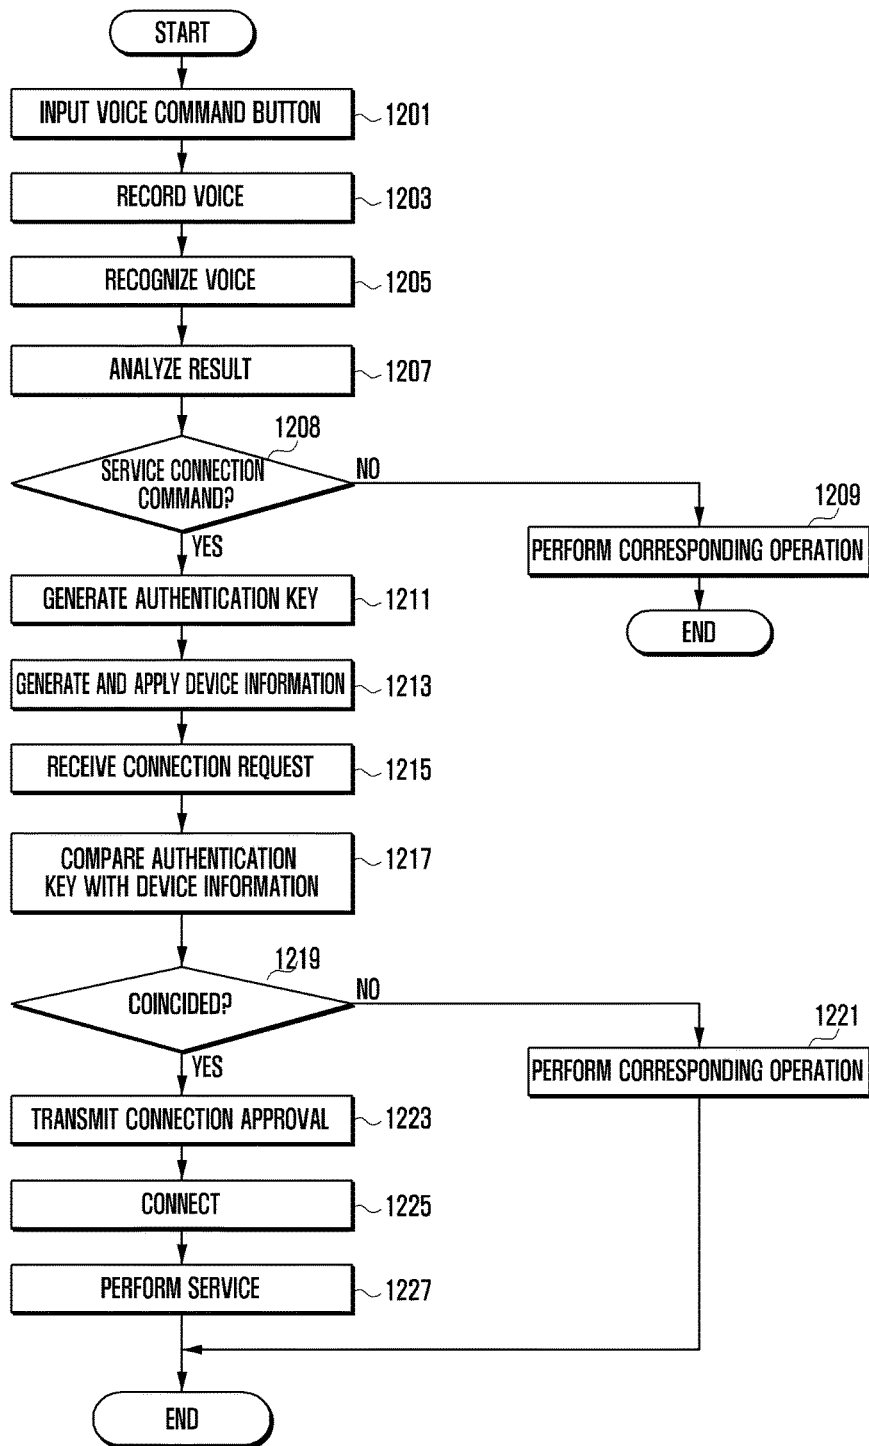 START
INPUT VOICE COMMAND BUTTON
1201
RECORD VOICE
1203
RECOGNIZE VOICE
1205
ANALYZE RESULT
1207
1208
SERVICE CONNECTION
COMMAND?
NO
YES
1209
PERFORM CORRESPONDING OPERATION
END
GENERATE AUTHENTICATION KEY
1211
GENERATE AND APPLY DEVICE INFORMATION
1213
RECEIVE CONNECTION REQUEST
1215
COMPARE AUTHENTICATION
KEY WITH DEVICE INFORMATION
1217
1219
COINCIDED?
NO
YES
1221
PERFORM CORRESPONDING OPERATION
TRANSMIT CONNECTION APPROVAL
1223
CONNECT
1225
PERFORM SERVICE
1227
END